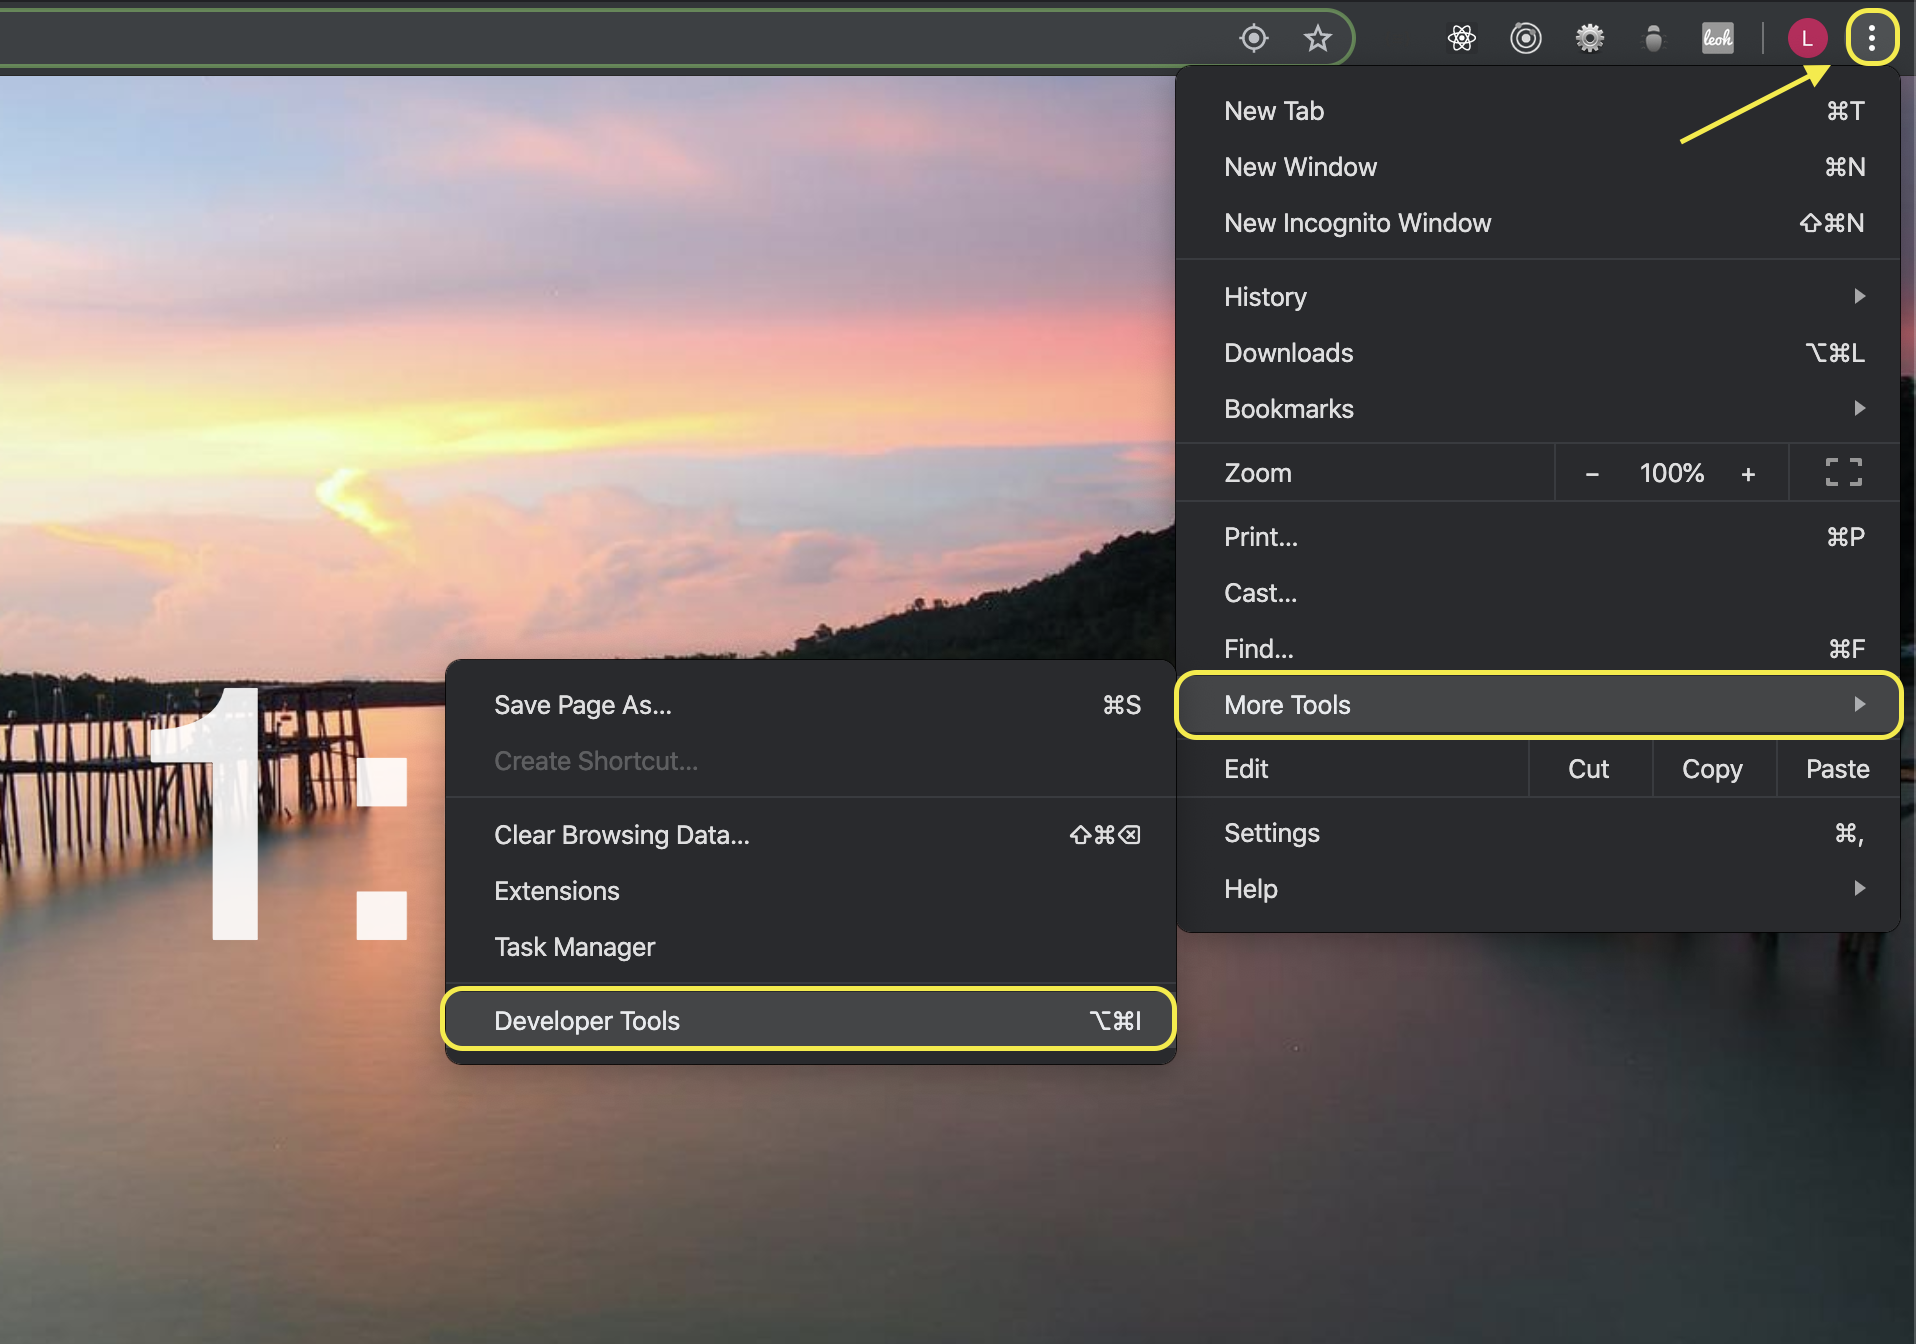 leoh
L
New Tab ⌘T
New Window ⌘N
New Incognito Window ⇧⌘N
History
Downloads ⌥⌘L
Bookmarks
Zoom − 100% +
Print... ⌘P
Cast...
Find... ⌘F
More Tools
Edit Cut Copy Paste
Settings ⌘,
Help
Save Page As... ⌘S
Create Shortcut...
Clear Browsing Data... ⇧⌘⌫
Extensions
Task Manager
Developer Tools ⌥⌘I
1: